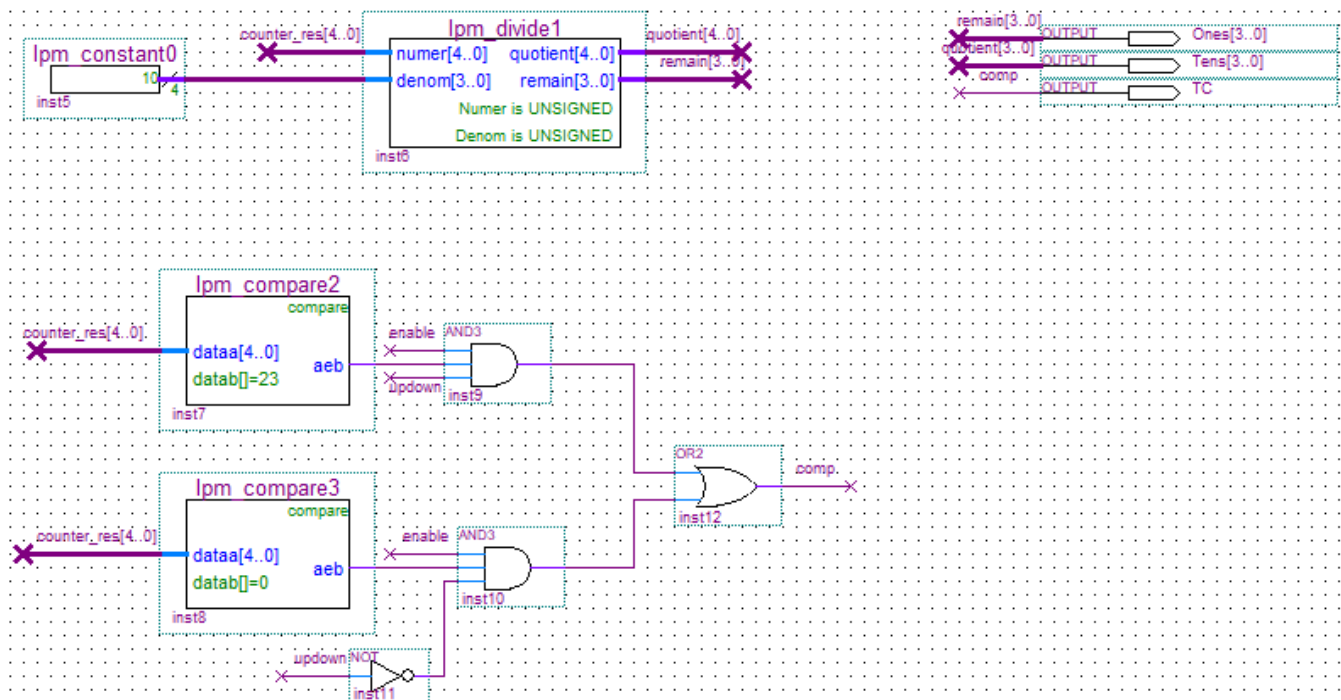 lpm_constant0
10
4
inst5
counter_res[4..0]
lpm_divide1
numer[4..0]
denom[3..0]
quotient[4..0]
remain[3..0]
Numer is UNSIGNED
Denom is UNSIGNED
inst6
quotient[4..0]
remain[3..0]
remain[3..0]
OUTPUT
Ones[3..0]
quotient[3..0]
OUTPUT
Tens[3..0]
comp
OUTPUT
TC
lpm_compare2
compare
counter_res[4..0]
dataa[4..0]
datab[]=23
aeb
inst7
enable
AND3
updown
inst9
OR2
comp
inst12
lpm_compare3
compare
counter_res[4..0]
dataa[4..0]
datab[]=0
aeb
inst8
enable
AND3
inst10
updown
NOT
inst11